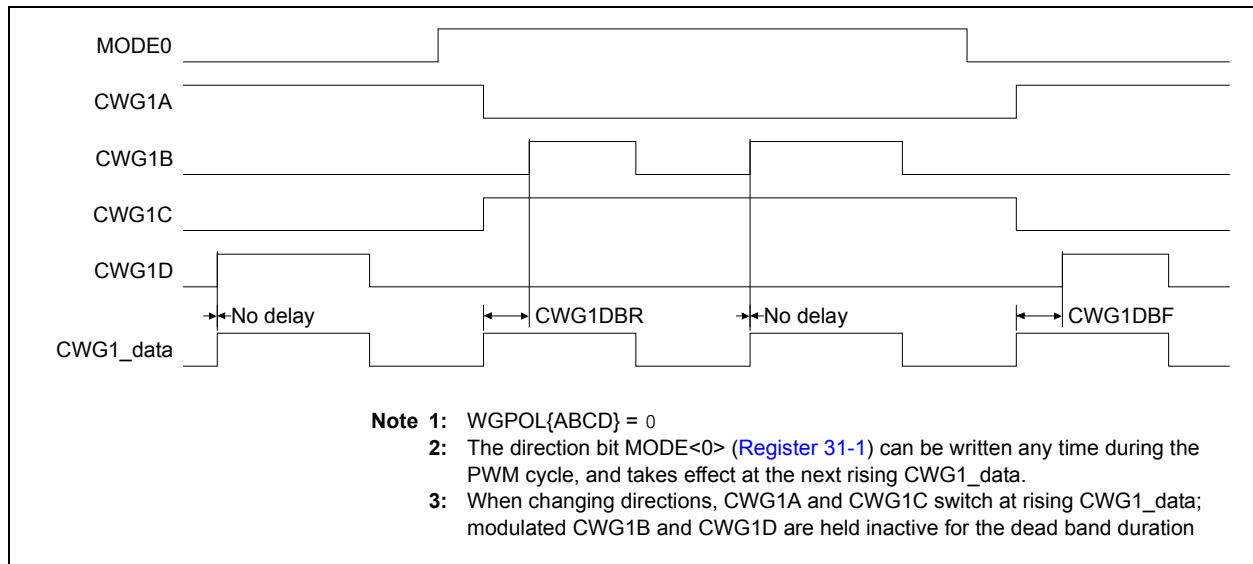 MODE0
CWG1A
CWG1B
CWG1C
CWG1D
No delay CWG1DBR No delay CWG1DBF
CWG1_data
Note 1: WGPOL{ABCD} = 0
2: The direction bit MODE<0> (Register 31-1) can be written any time during the
PWM cycle, and takes effect at the next rising CWG1_data.
3: When changing directions, CWG1A and CWG1C switch at rising CWG1_data;
modulated CWG1B and CWG1D are held inactive for the dead band duration